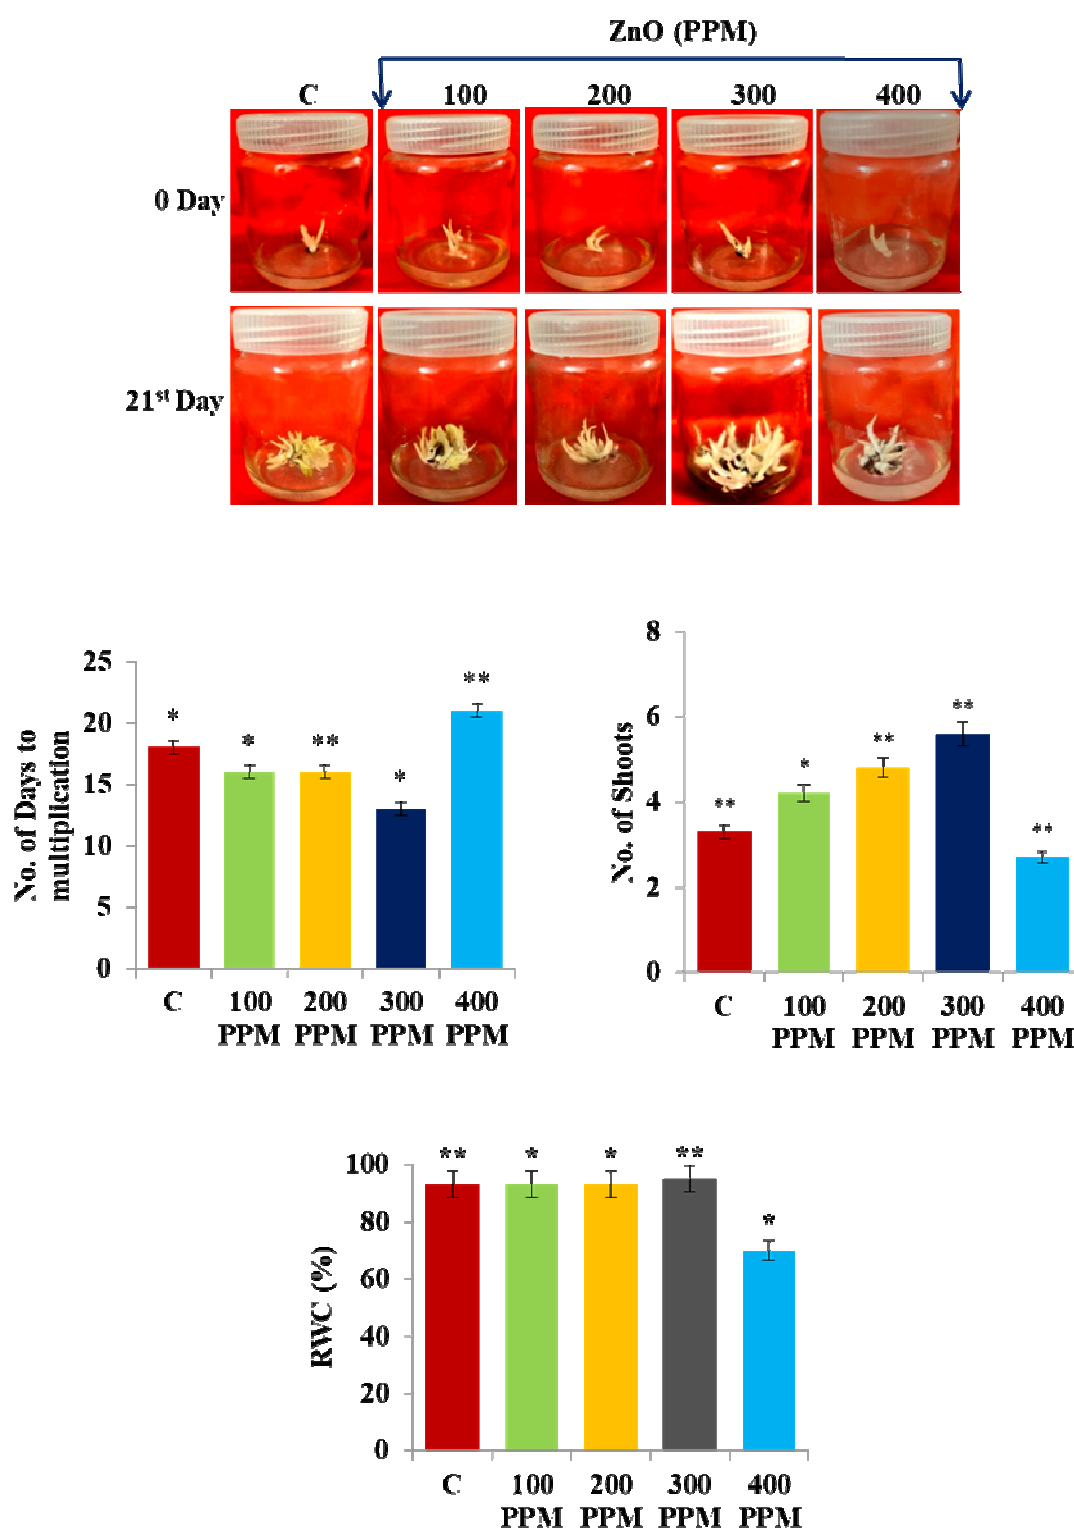 ZnO (PPM)
C 100 200 300 400
0 Day
21st Day
No. of Days to
multiplication
25
20
15
10
5
0
*
*
**
*
**
C 100 200 300 400
PPM PPM PPM PPM
No. of Shoots
8
6
4
2
0
**
*
**
**
**
C 100 200 300 400
PPM PPM PPM PPM
RWC (%)
100
80
60
40
20
0
**
*
*
**
*
C 100 200 300 400
PPM PPM PPM PPM